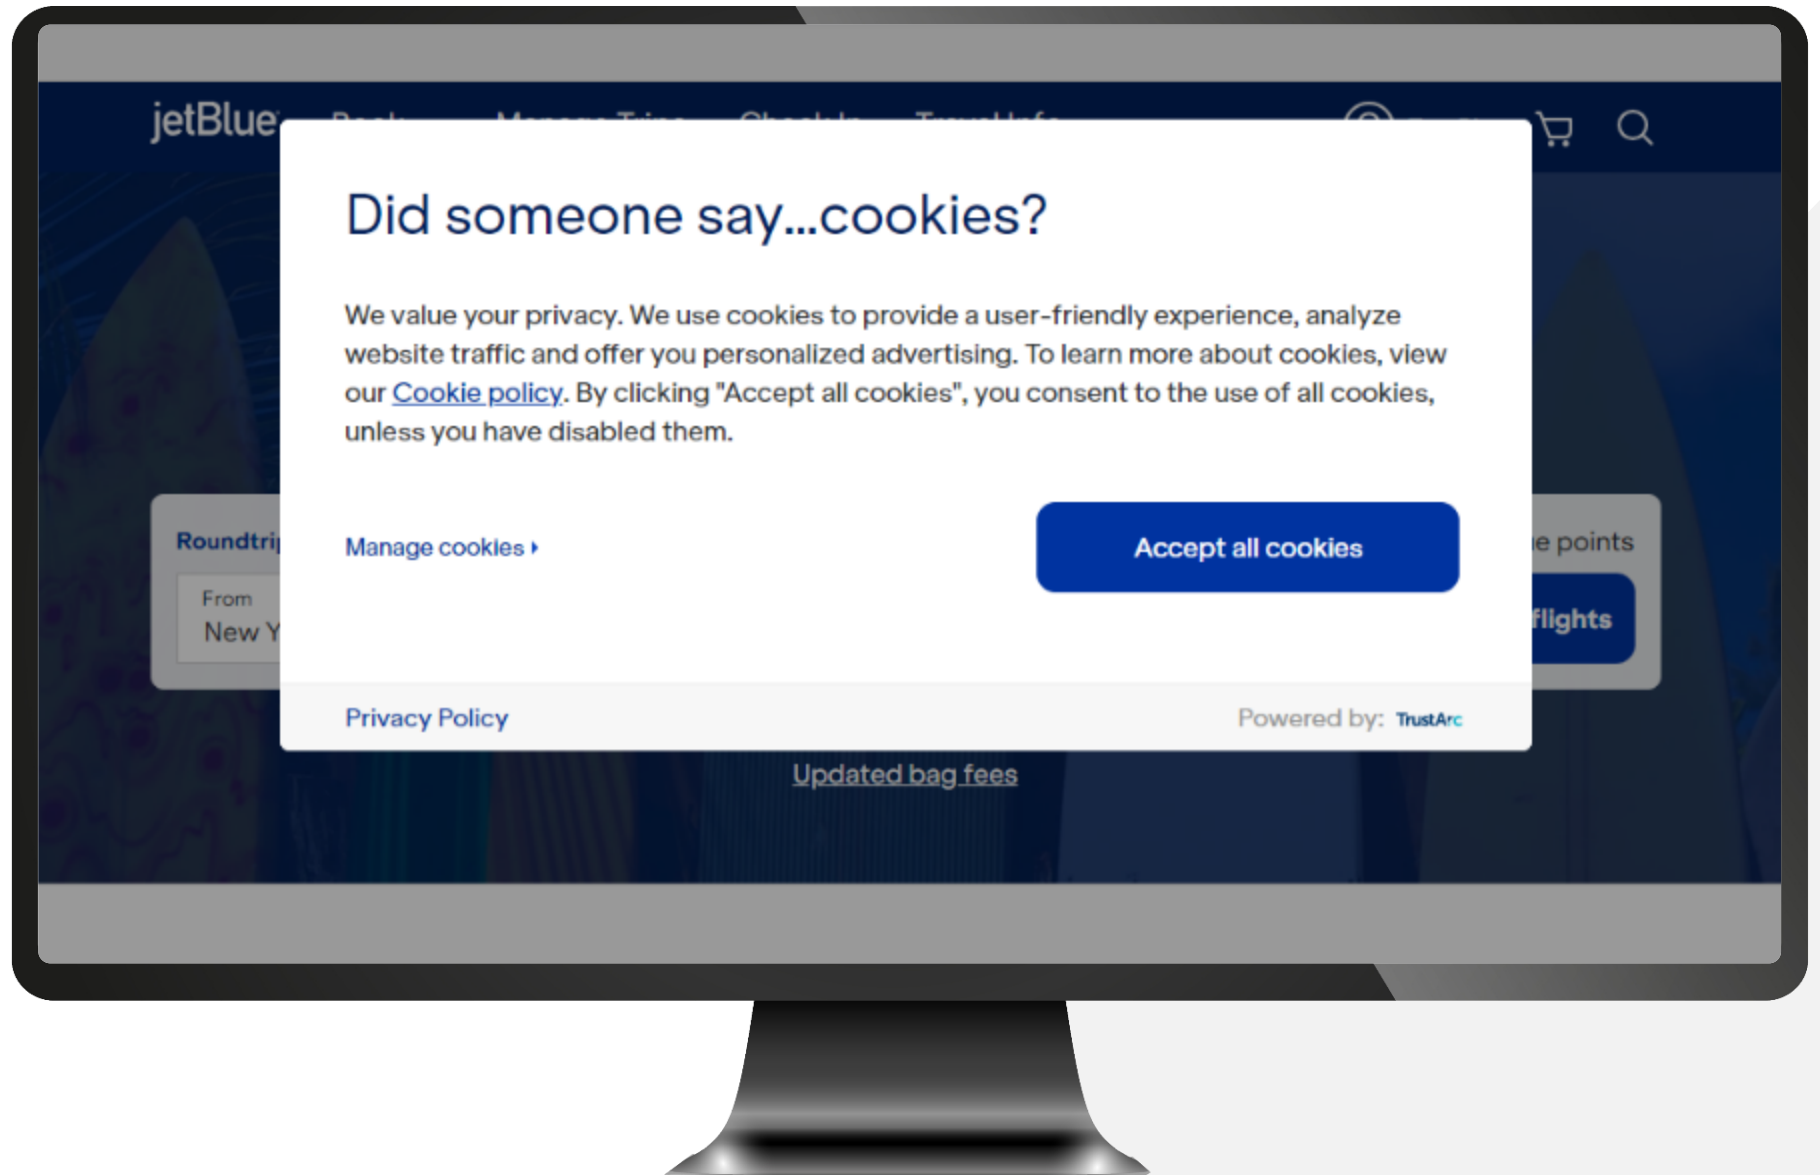 jetBlue
Did someone say...cookies?
We value your privacy. We use cookies to provide a user-friendly experience, analyze
website traffic and offer you personalized advertising. To learn more about cookies, view
our Cookie policy. By clicking "Accept all cookies", you consent to the use of all cookies,
unless you have disabled them.
Roundtrip
points
Manage cookies
Accept all cookies
From
New Y
flights
Privacy Policy
Powered by: TrustArc
Updated bag fees